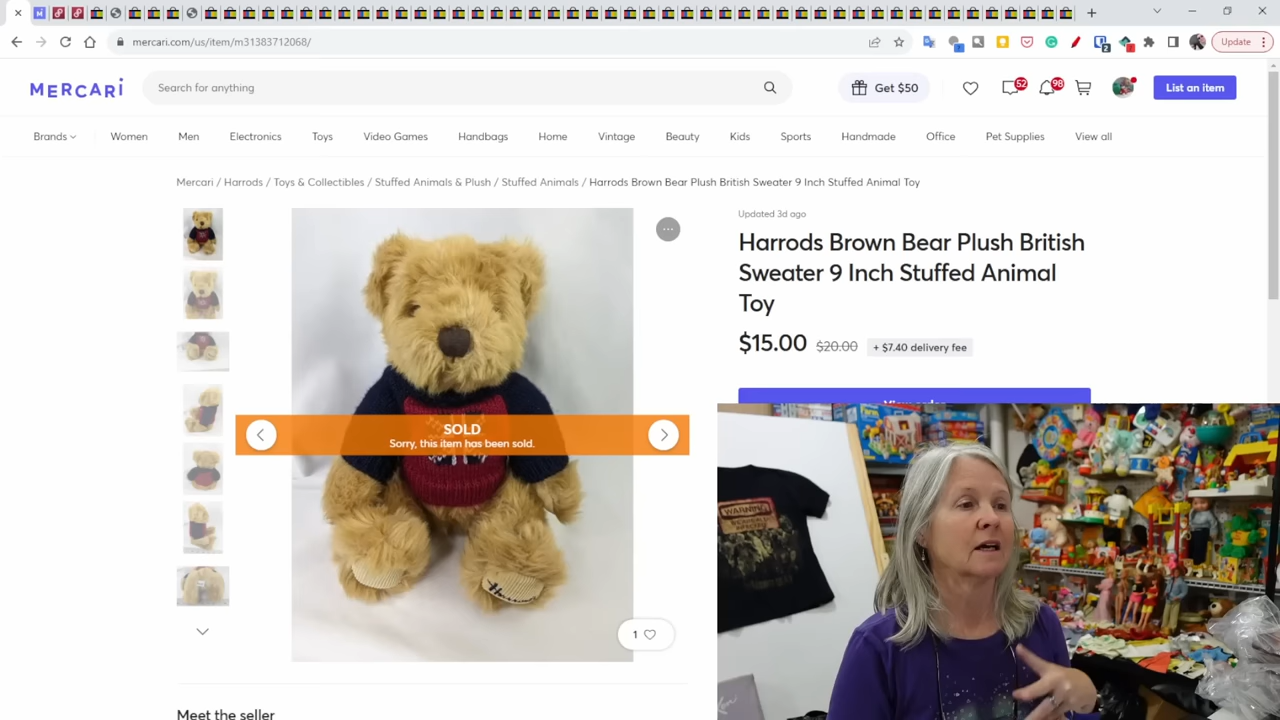 mercari.com/us/item/m31383712068/
Update
MERCARI
Search for anything
Get $50
52
98
List an item
Brands
Women
Men
Electronics
Toys
Video Games
Handbags
Home
Vintage
Beauty
Kids
Sports
Handmade
Office
Pet Supplies
View all
Mercari / Harrods / Toys & Collectibles / Stuffed Animals & Plush / Stuffed Animals / Harrods Brown Bear Plush British Sweater 9 Inch Stuffed Animal Toy
Updated 3d ago
Harrods Brown Bear Plush British
Sweater 9 Inch Stuffed Animal
Toy
$15.00 $20.00 + $7.40 delivery fee
View order
SOLD
Sorry, this item has been sold.
Harrods
1
WARNING
Meet the seller